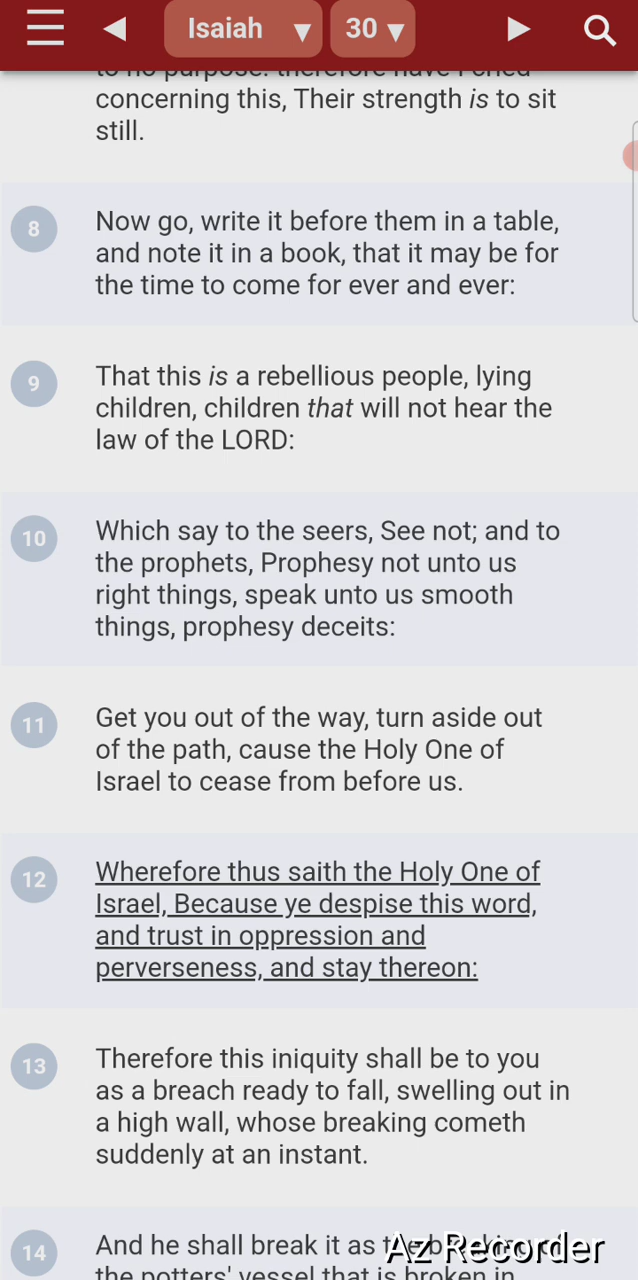 Isaiah
30
concerning this, Their strength is to sit
still.
8
Now go, write it before them in a table,
and note it in a book, that it may be for
the time to come for ever and ever:
9
That this is a rebellious people, lying
children, children that will not hear the
law of the LORD:
10
Which say to the seers, See not; and to
the prophets, Prophesy not unto us
right things, speak unto us smooth
things, prophesy deceits:
11
Get you out of the way, turn aside out
of the path, cause the Holy One of
Israel to cease from before us.
12
Wherefore thus saith the Holy One of
Israel, Because ye despise this word,
and trust in oppression and
perverseness, and stay thereon:
13
Therefore this iniquity shall be to you
as a breach ready to fall, swelling out in
a high wall, whose breaking cometh
suddenly at an instant.
14
And he shall break it as
Az Recorder
the potters' vessel that is broken in